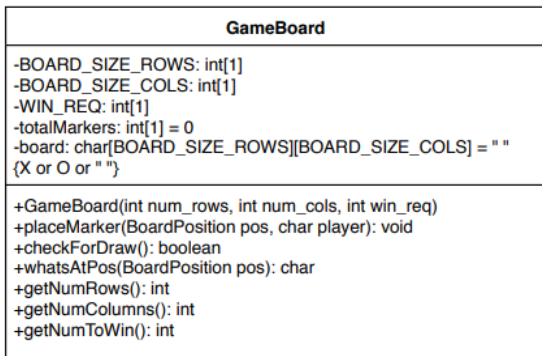 GameBoard
-BOARD_SIZE_ROWS: int[1]
-BOARD_SIZE_COLS: int[1]
-WIN_REQ: int[1]
-totalMarkers: int[1] = 0
-board: char[BOARD_SIZE_ROWS][BOARD_SIZE_COLS] = " "
{X or O or " "}
+GameBoard(int num_rows, int num_cols, int win_req)
+placeMarker(BoardPosition pos, char player): void
+checkForDraw(): boolean
+whatsAtPos(BoardPosition pos): char
+getNumRows(): int
+getNumColumns(): int
+getNumToWin(): int